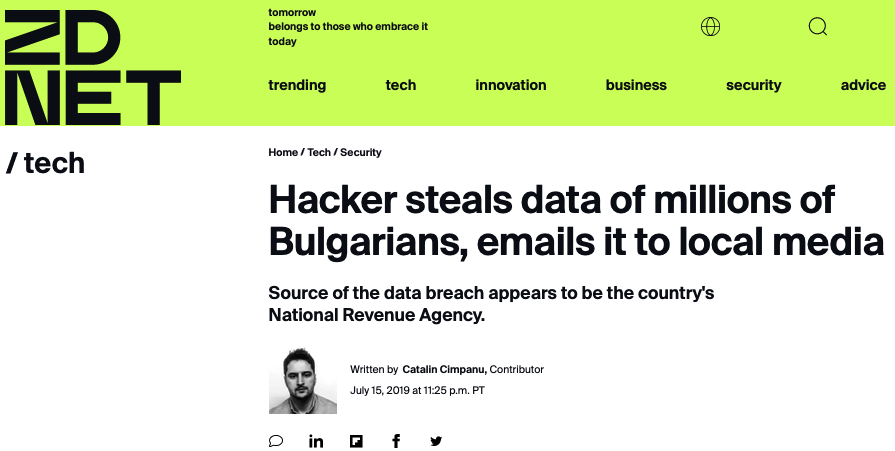 ZD
NET
tomorrow
belongs to those who embrace it
today
trending tech innovation business security advice
/ tech
Home / Tech / Security
Hacker steals data of millions of
Bulgarians, emails it to local media
Source of the data breach appears to be the country's
National Revenue Agency.
Written by Catalin Cimpanu, Contributor
July 15, 2019 at 11:25 p.m. PT